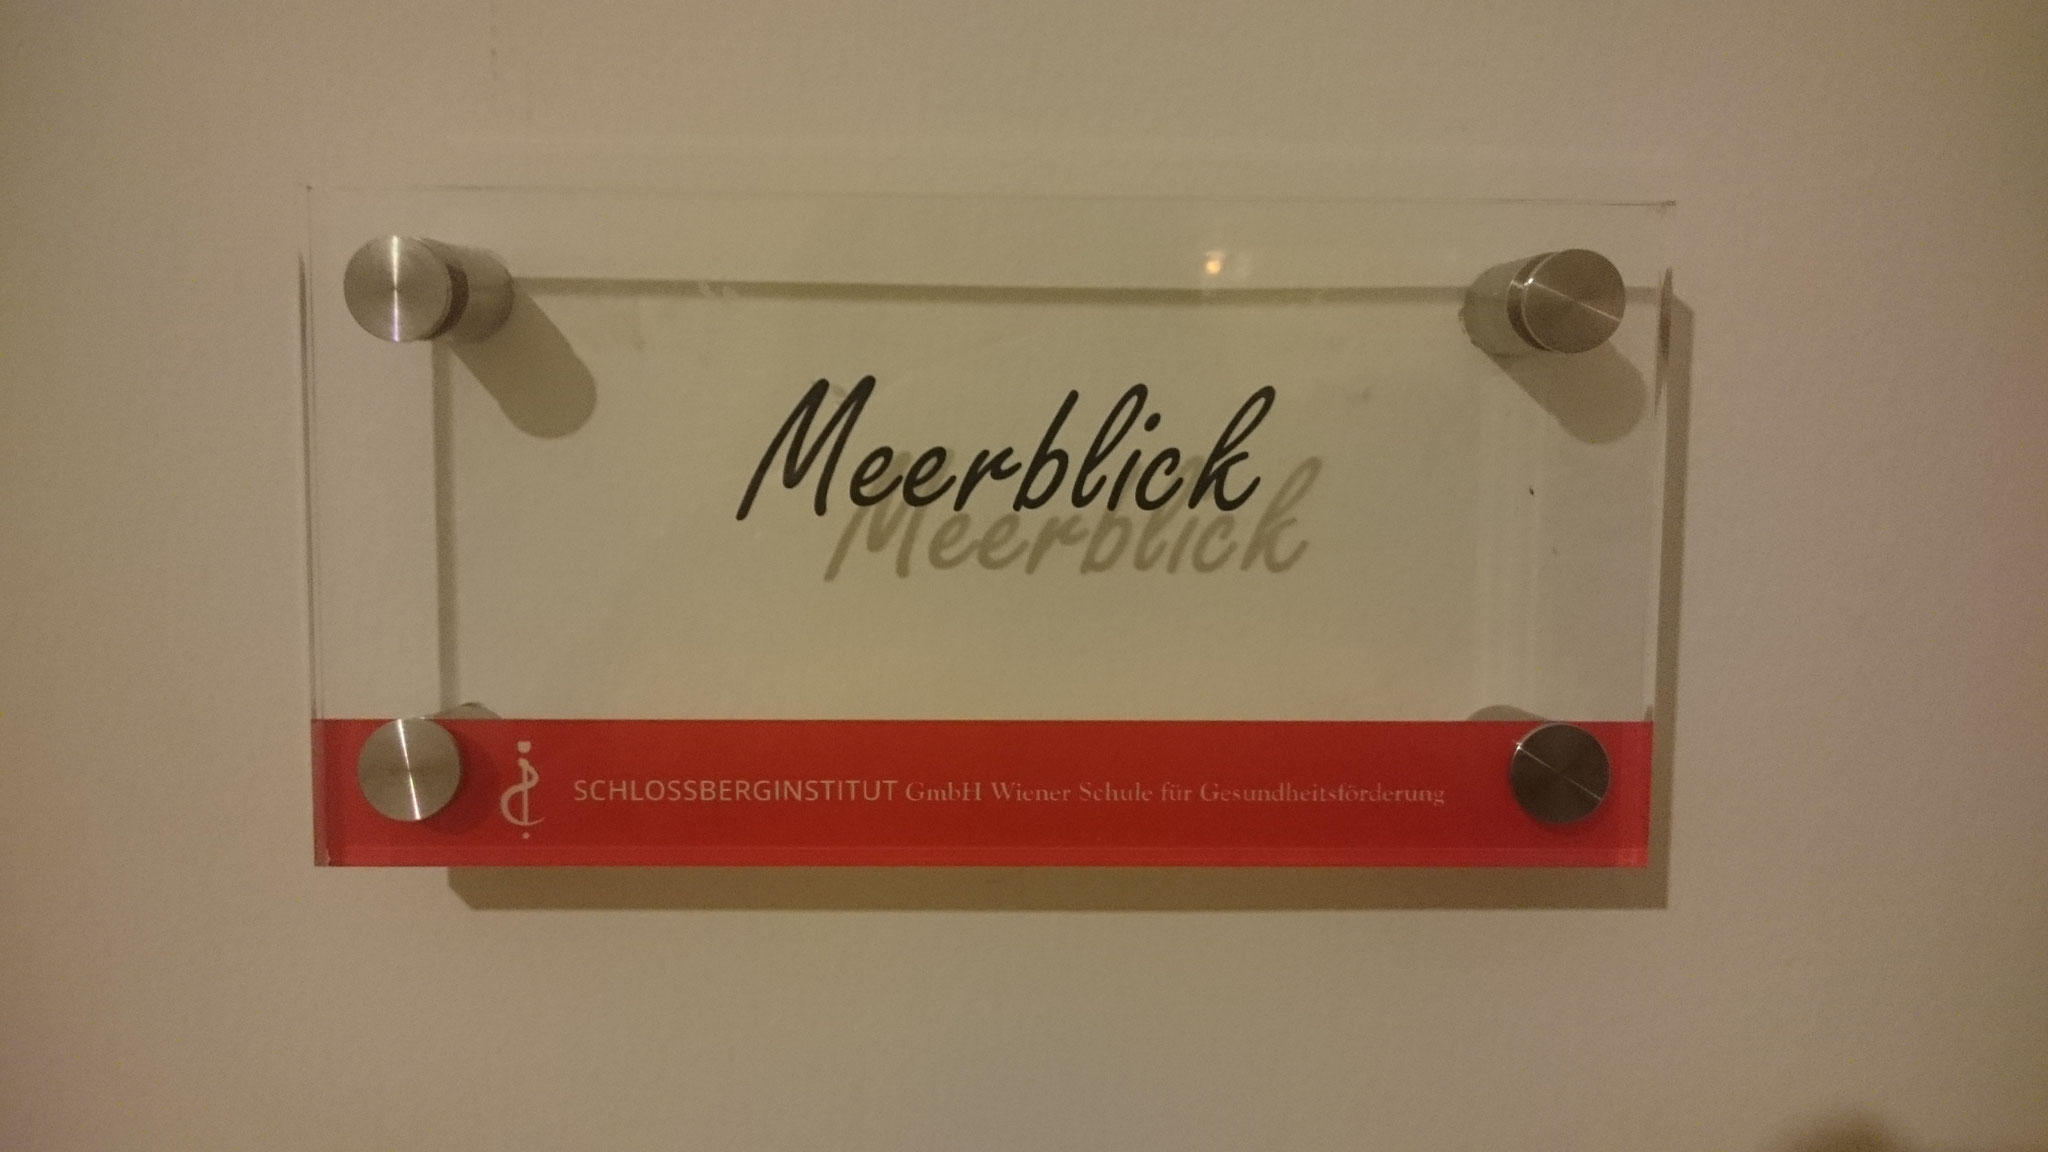 Meerblick
SCHLOSSBERGINSTITUT GmbH Wiener Schule für Gesundheitsförderung